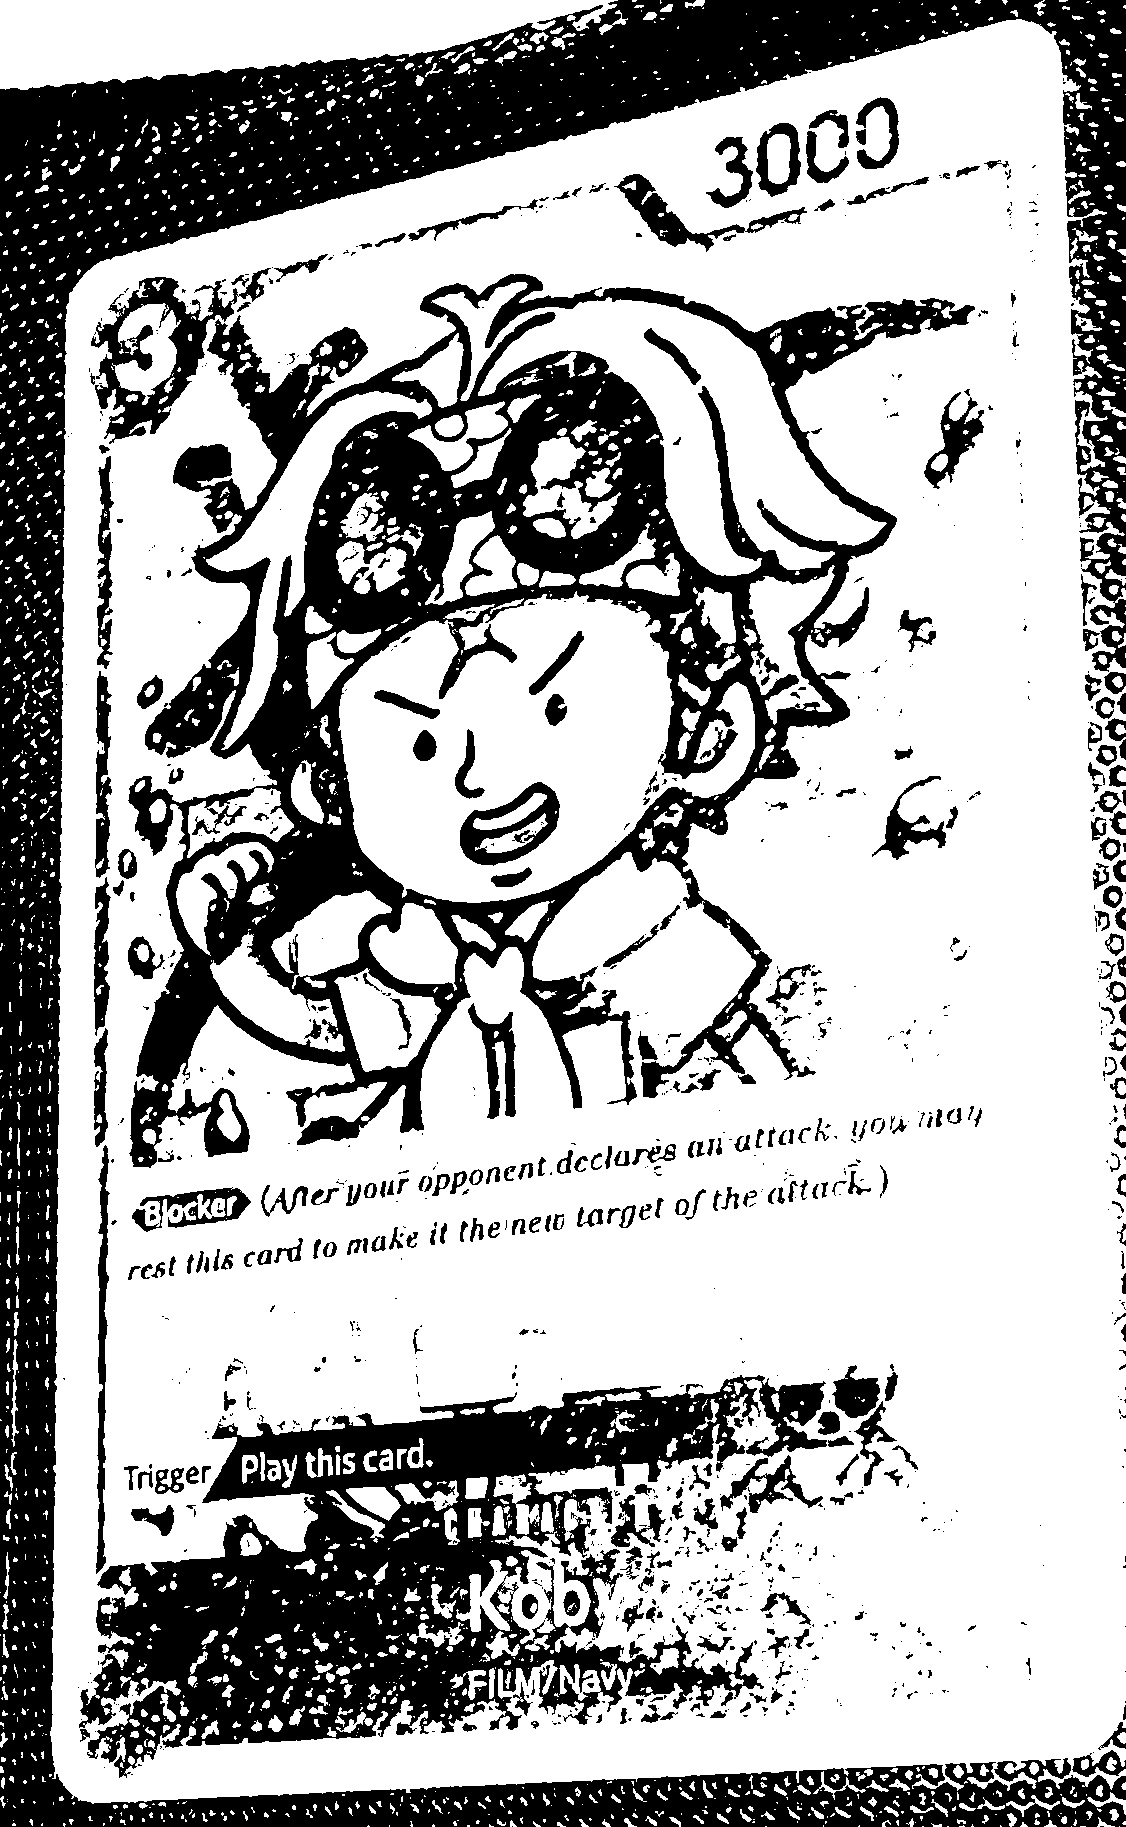 3000
3
Blocker (After your opponent declares an attack, you may
rest this card to make it the new target of the attack.)
Trigger Play this card.
CHARACTER
Koby
FILM/Navy